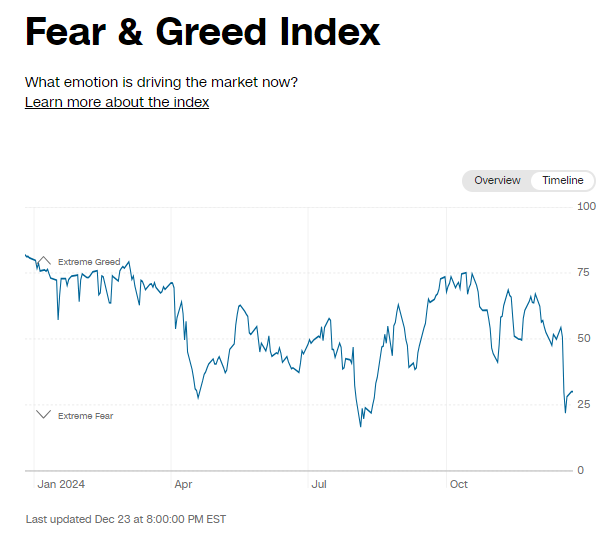 Fear & Greed Index
What emotion is driving the market now?
Learn more about the index
Overview Timeline
100
Extreme Greed
75
50
25
Extreme Fear
0
Jan 2024 Apr Jul Oct
Last updated Dec 23 at 8:00:00 PM EST